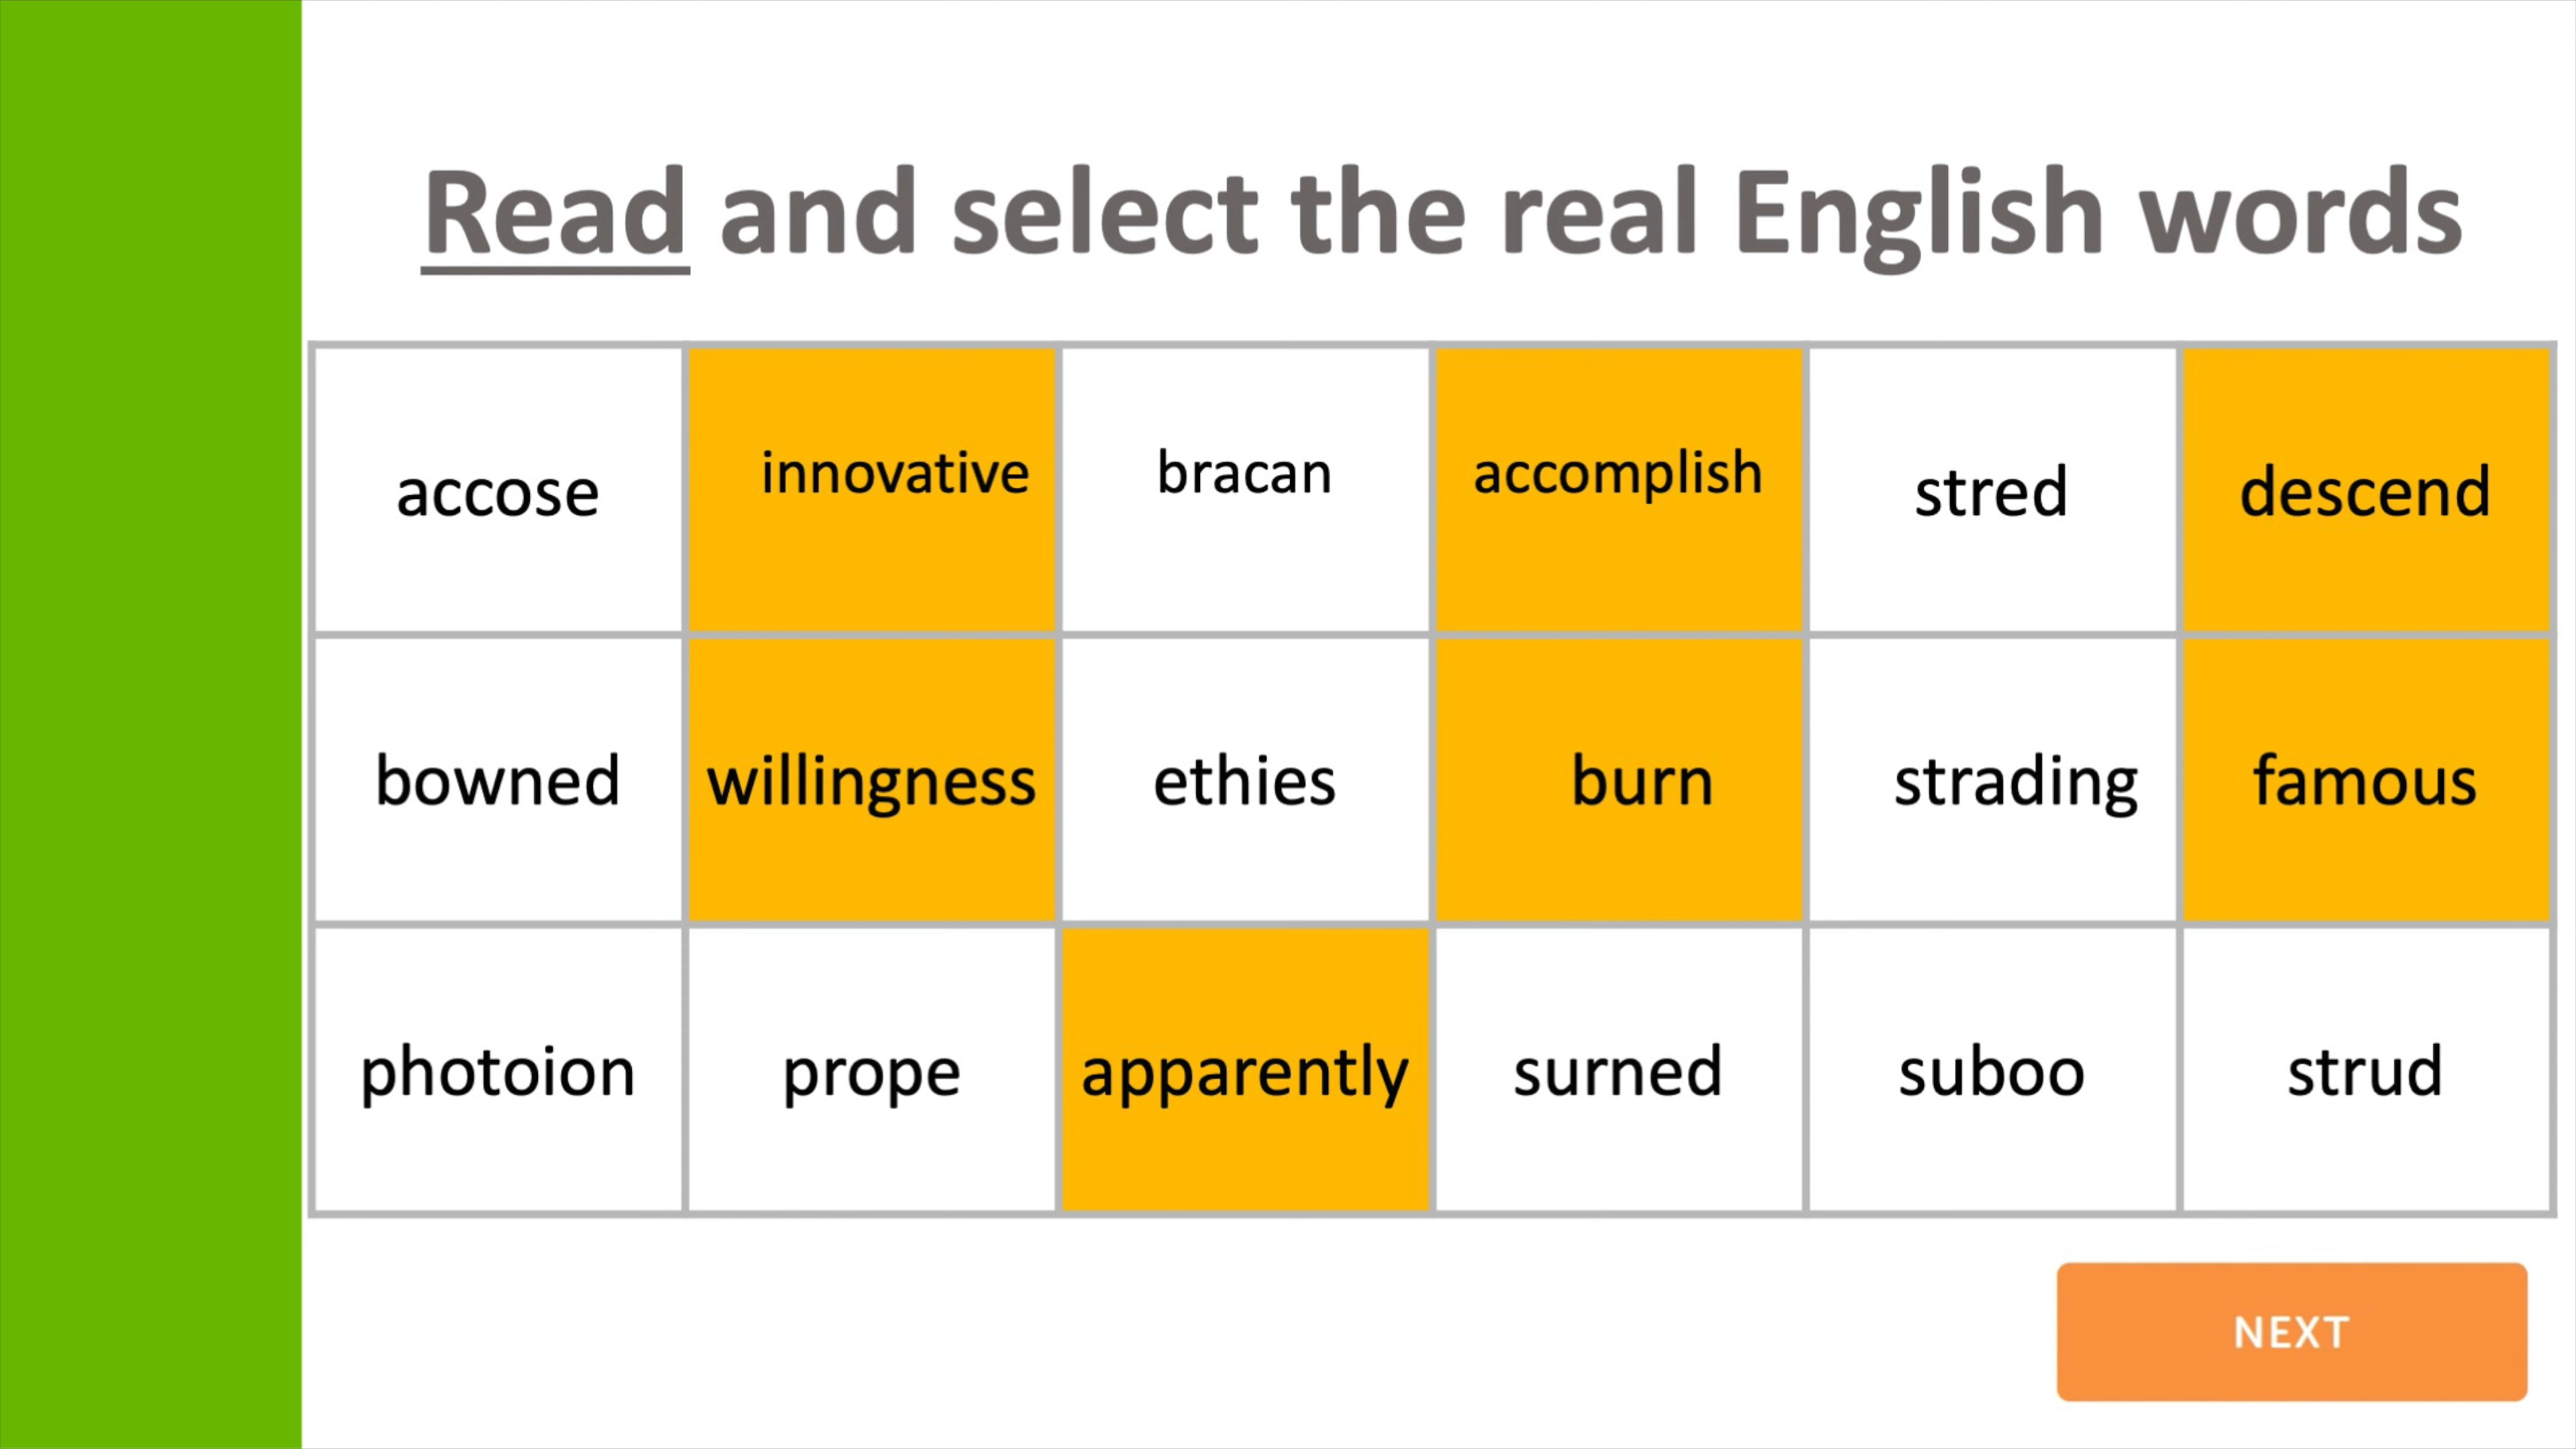 Read and select the real English words
accose innovative bracan accomplish stred descend
bowned willingness ethies burn strading famous
photoion prope apparently surned suboo strud
NEXT